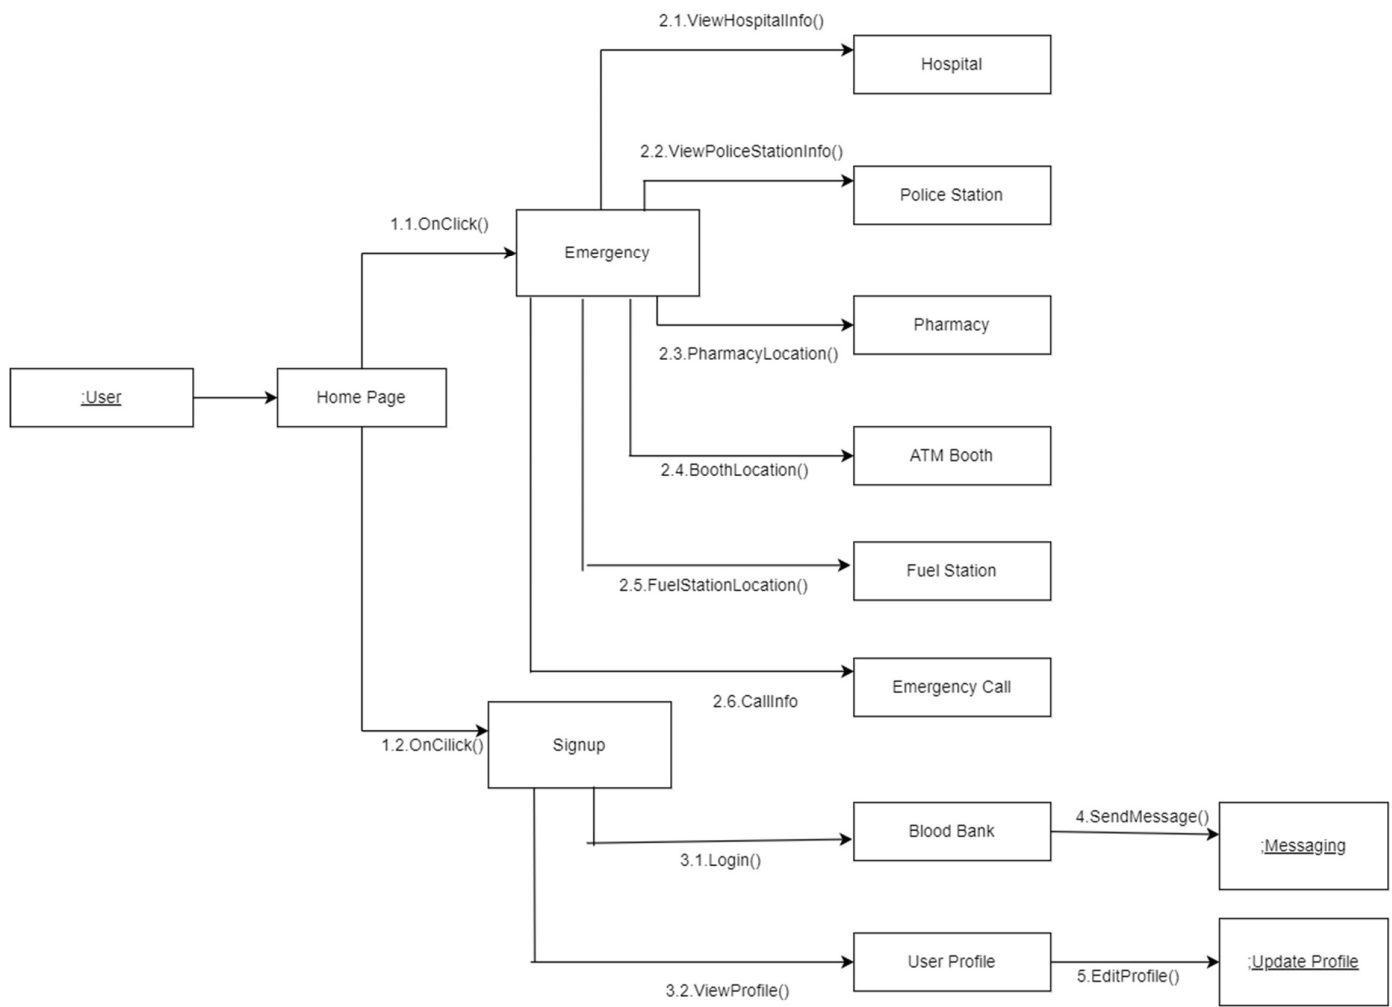 2.1.ViewHospitalInfo()
Hospital
2.2.ViewPoliceStationInfo()
Police Station
1.1.OnClick()
Emergency
Pharmacy
2.3.PharmacyLocation()
;User
Home Page
ATM Booth
2.4.BoothLocation()
Fuel Station
2.5.FuelStationLocation()
Emergency Call
2.6.CallInfo
1.2.OnCilick()
Signup
Blood Bank
4.SendMessage()
;Messaging
3.1.Login()
User Profile
;Update Profile
5.EditProfile()
3.2.ViewProfile()